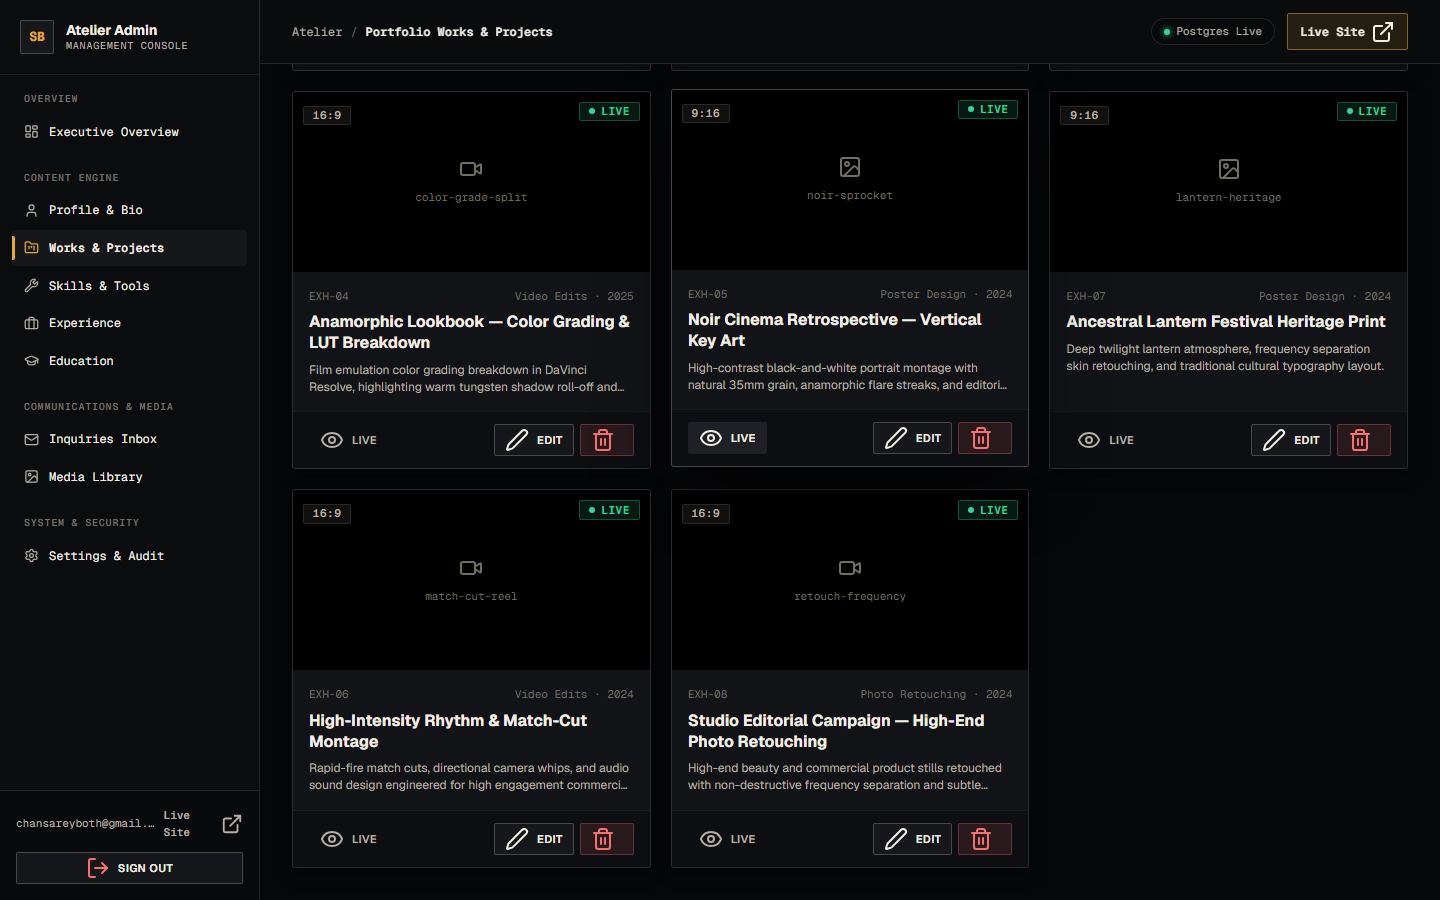 SB
Atelier Admin
MANAGEMENT CONSOLE
OVERVIEW
Executive Overview
CONTENT ENGINE
Profile & Bio
Works & Projects
Skills & Tools
Experience
Education
COMMUNICATIONS & MEDIA
Inquiries Inbox
Media Library
SYSTEM & SECURITY
Settings & Audit
chansareyboth@gmail.…
Live
Site
SIGN OUT
Atelier / Portfolio Works & Projects
Postgres Live
Live Site
16:9
LIVE
color-grade-split
EXH-04
Video Edits · 2025
Anamorphic Lookbook — Color Grading &
LUT Breakdown
Film emulation color grading breakdown in DaVinci
Resolve, highlighting warm tungsten shadow roll-off and…
LIVE
EDIT
9:16
LIVE
noir-sprocket
EXH-05
Poster Design · 2024
Noir Cinema Retrospective — Vertical
Key Art
High-contrast black-and-white portrait montage with
natural 35mm grain, anamorphic flare streaks, and editori…
LIVE
EDIT
9:16
LIVE
lantern-heritage
EXH-07
Poster Design · 2024
Ancestral Lantern Festival Heritage Print
Deep twilight lantern atmosphere, frequency separation
skin retouching, and traditional cultural typography layout.
LIVE
EDIT
16:9
LIVE
match-cut-reel
EXH-06
Video Edits · 2024
High-Intensity Rhythm & Match-Cut
Montage
Rapid-fire match cuts, directional camera whips, and audio
sound design engineered for high engagement commerci…
LIVE
EDIT
16:9
LIVE
retouch-frequency
EXH-08
Photo Retouching · 2024
Studio Editorial Campaign — High-End
Photo Retouching
High-end beauty and commercial product stills retouched
with non-destructive frequency separation and subtle…
LIVE
EDIT